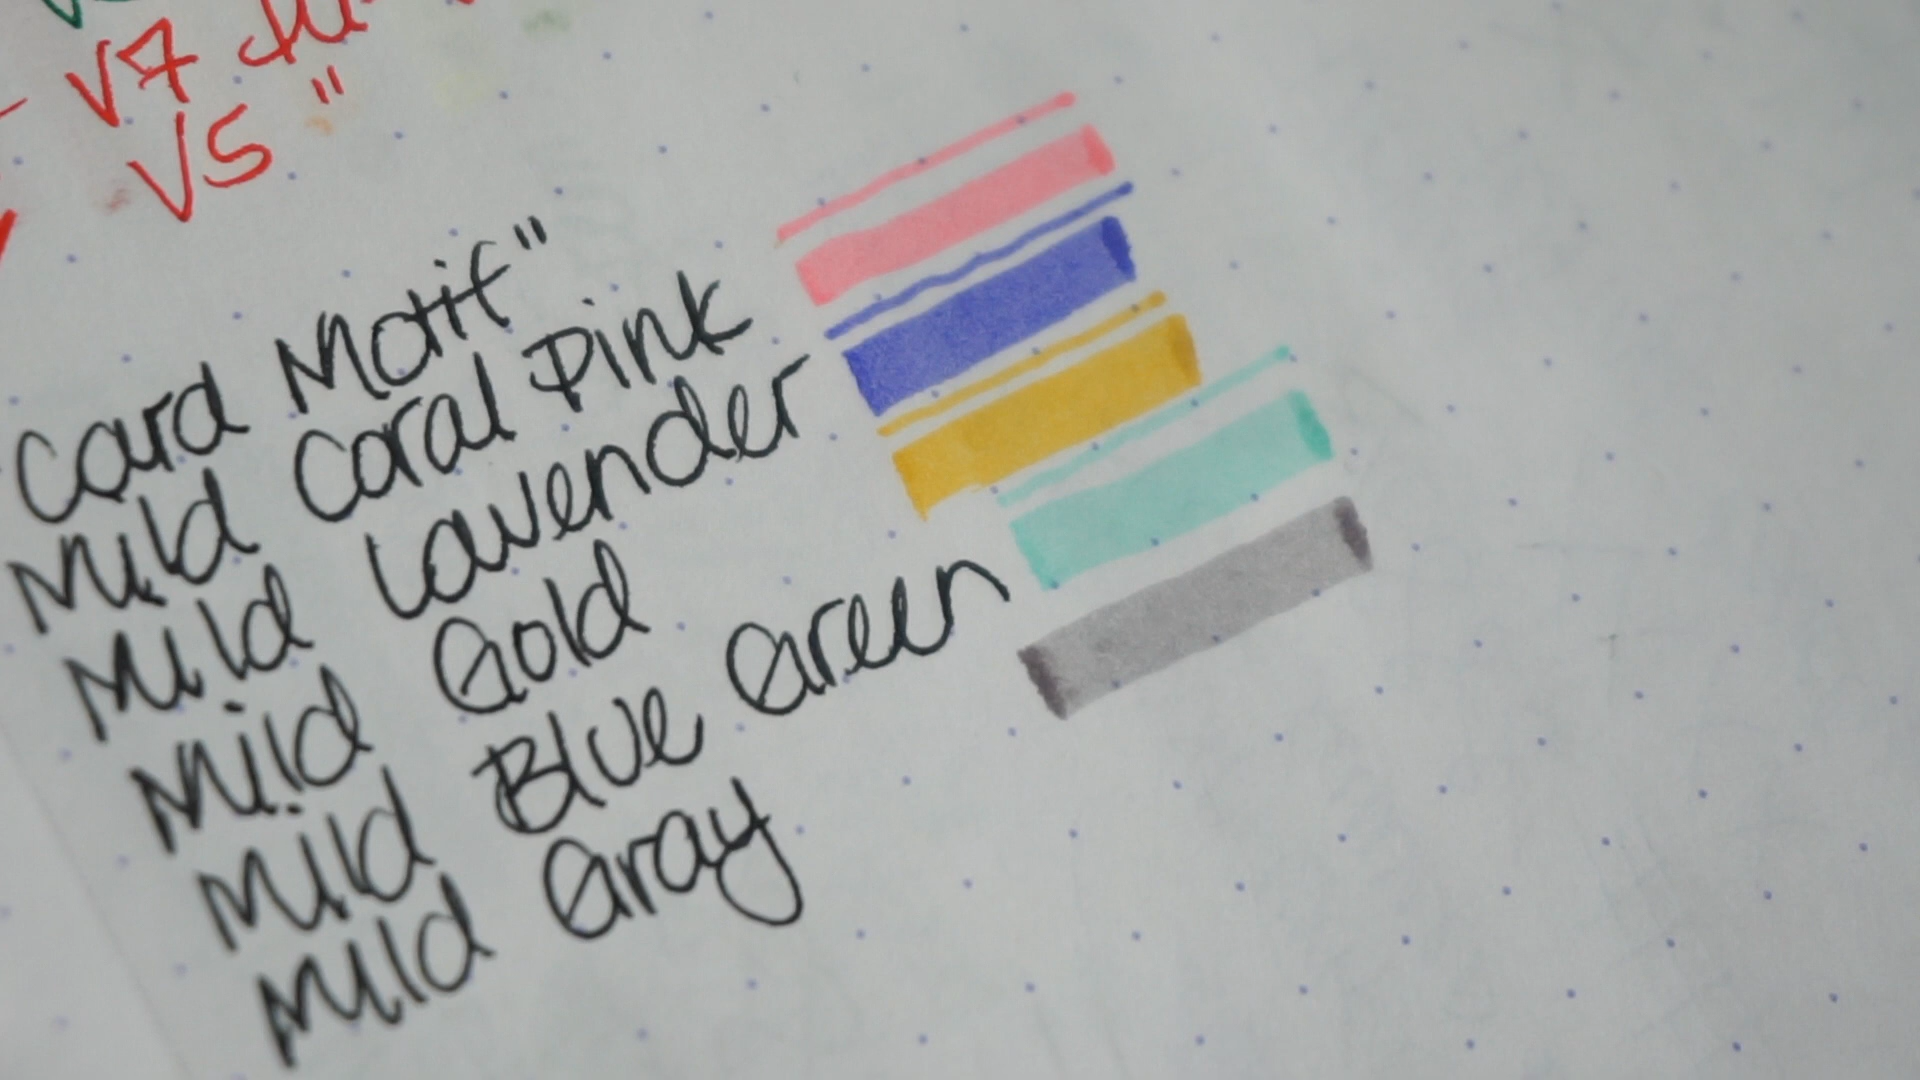 V7
V5 "
Card Motif"
Mild Coral Pink
Mild Lavender
Mild Gold
Mild Blue Green
Mild Gray